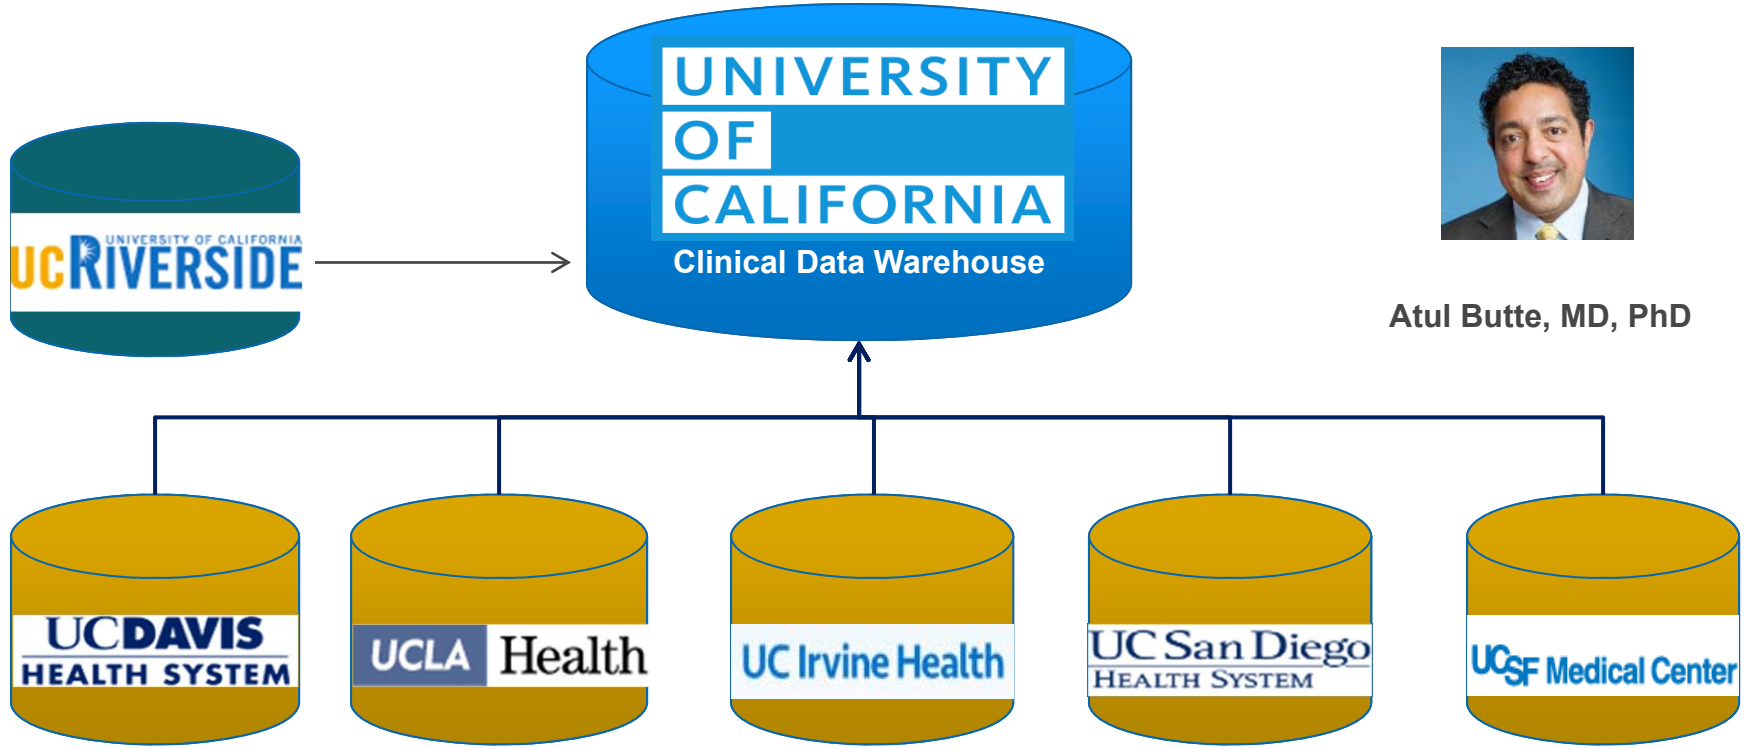 UNIVERSITY
OF
CALIFORNIA
Clinical Data Warehouse
UNIVERSITY OF CALIFORNIA
UCRIVERSIDE
Atul Butte, MD, PhD
UCDAVIS
HEALTH SYSTEM
UCLA Health
UC Irvine Health
UC San Diego
HEALTH SYSTEM
UCSF Medical Center